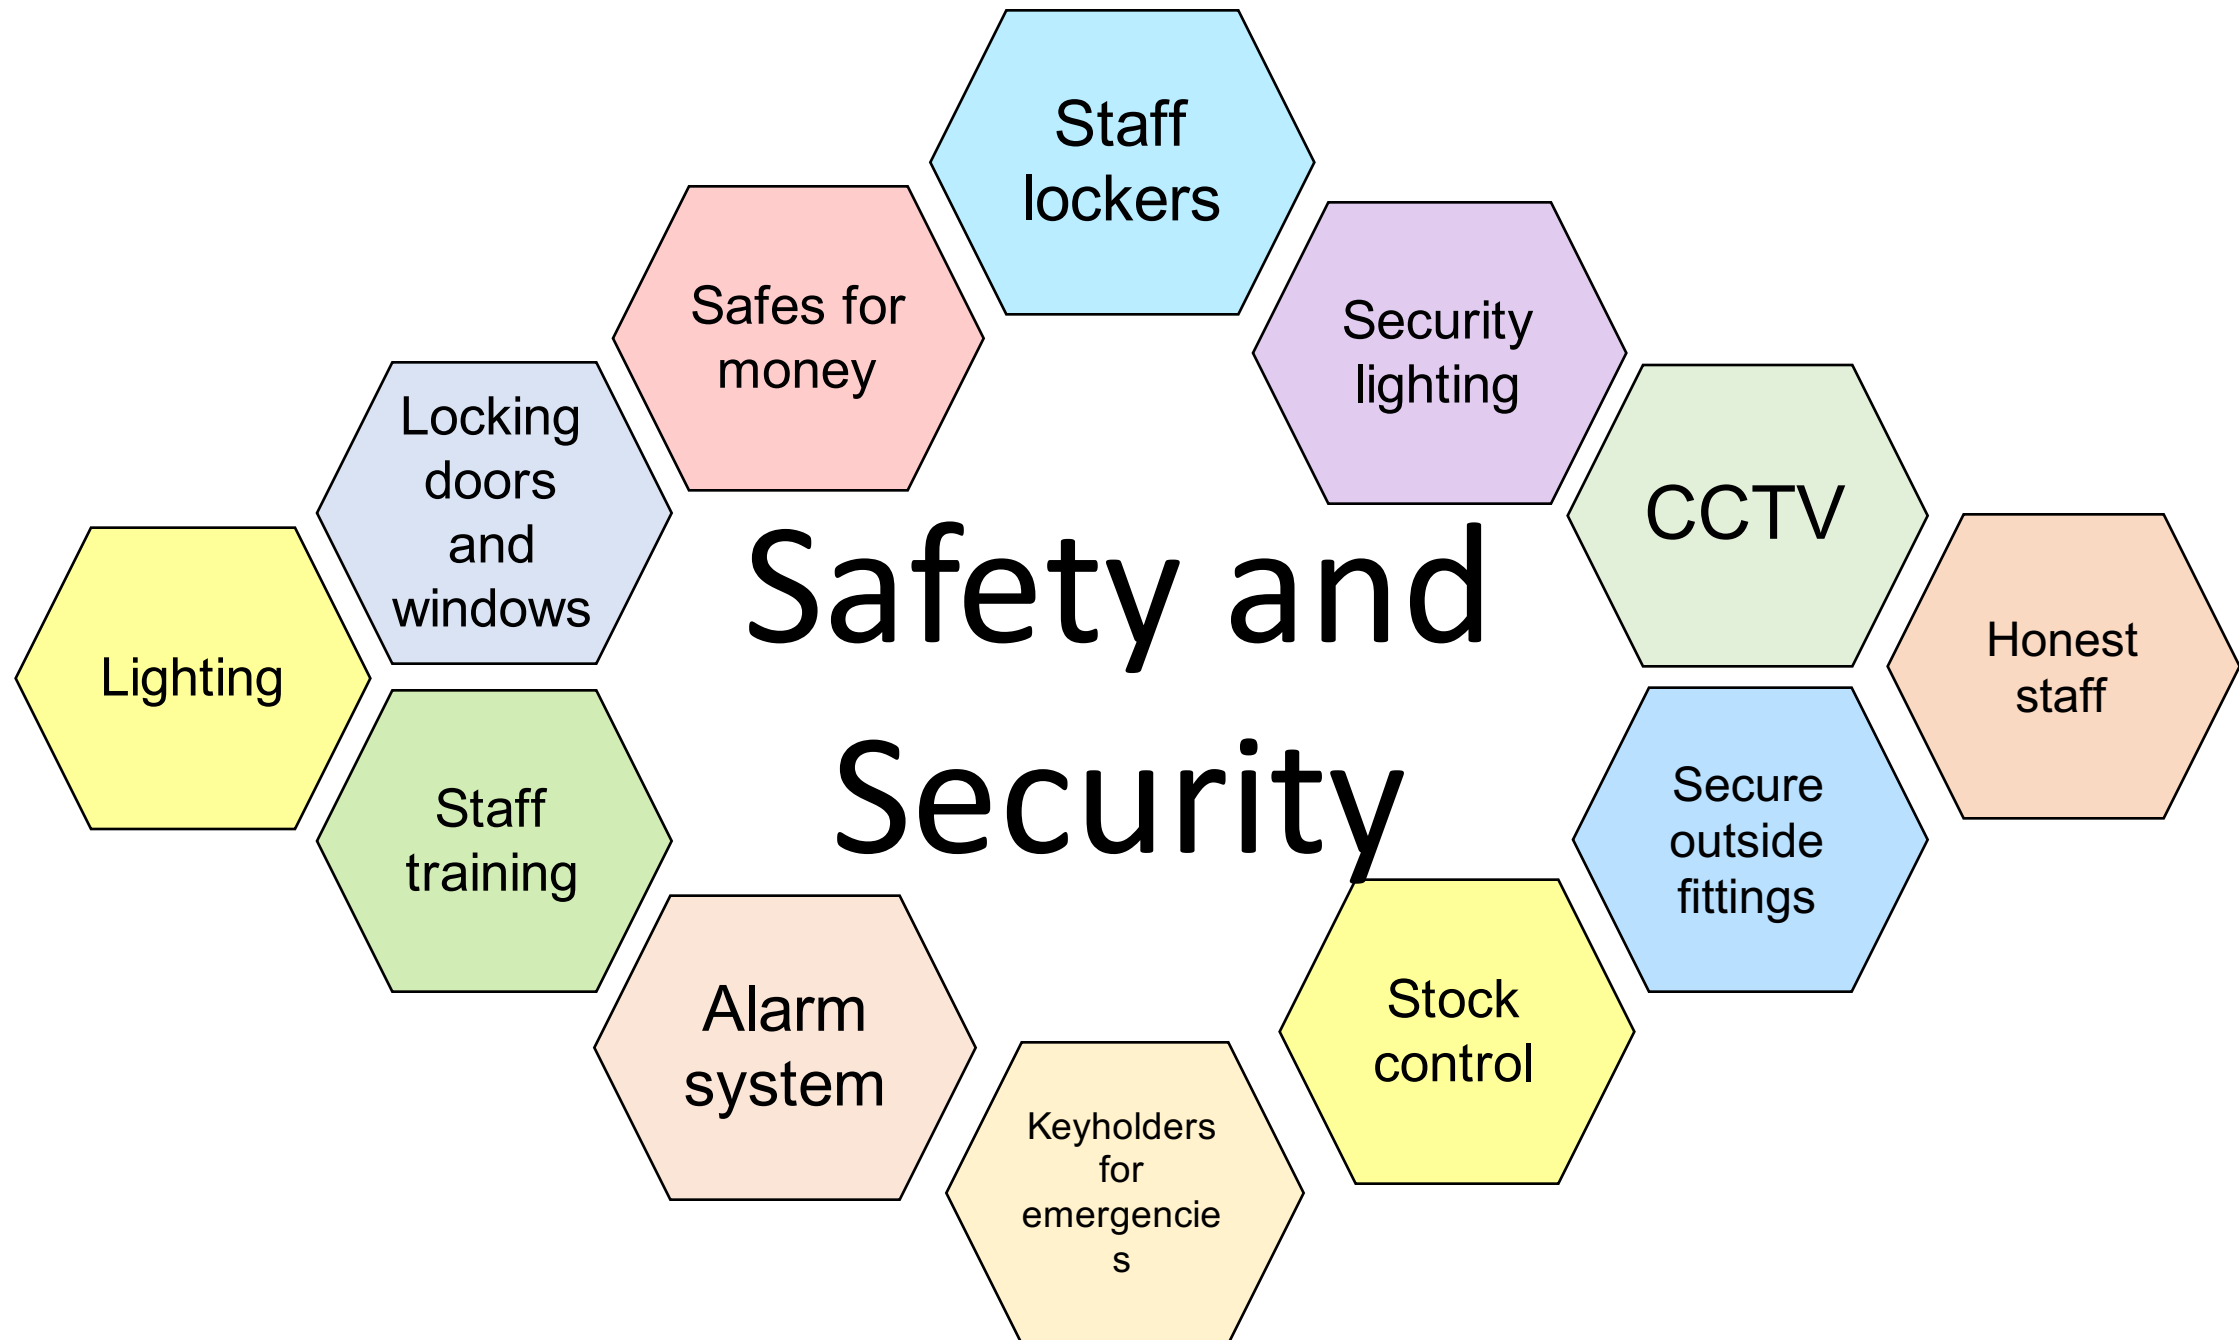 Staff
lockers
Safes for
money
Security
lighting
Locking
doors
and
windows
CCTV
Lighting
Honest
staff
Safety and
Security
Staff
training
Secure
outside
fittings
Alarm
system
Stock
control
Keyholders
for
emergencie
s